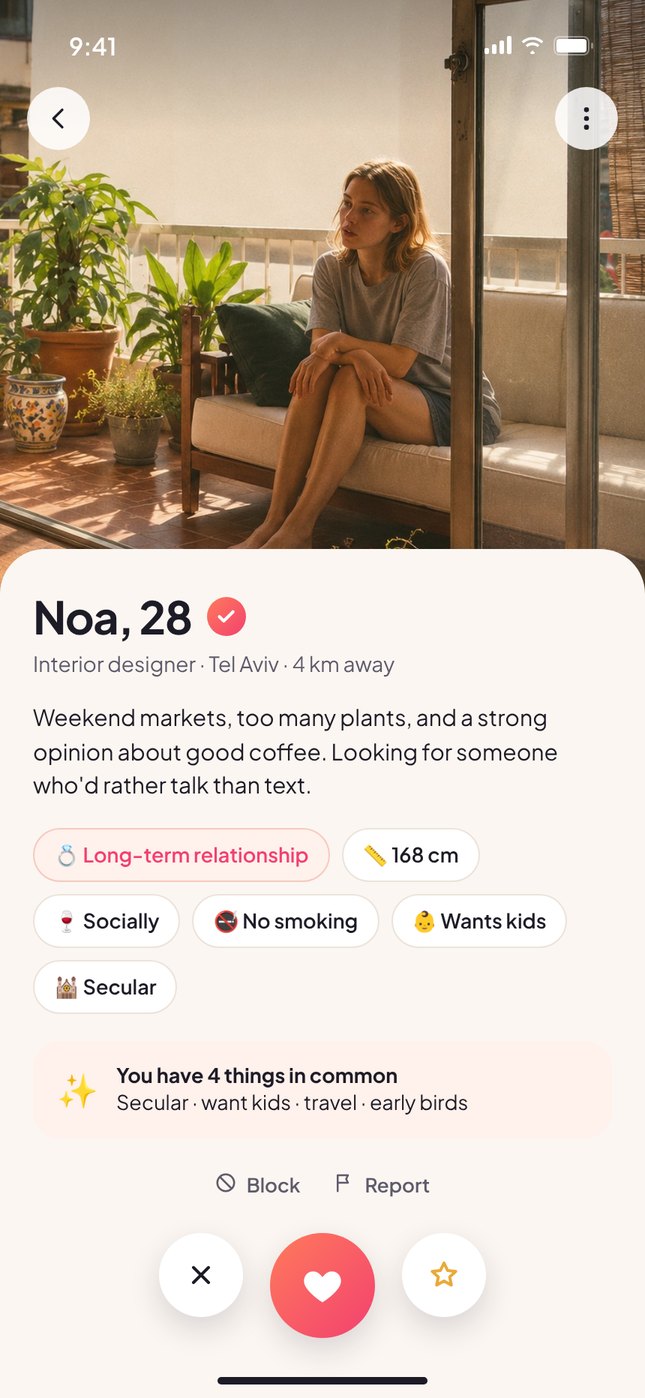 9:41
Noa, 28
Interior designer · Tel Aviv · 4 km away
Weekend markets, too many plants, and a strong
opinion about good coffee. Looking for someone
who'd rather talk than text.
💍 Long-term relationship 📏 168 cm
🍷 Socially 🚭 No smoking 👶 Wants kids
🕍 Secular
You have 4 things in common
Secular · want kids · travel · early birds
Block Report